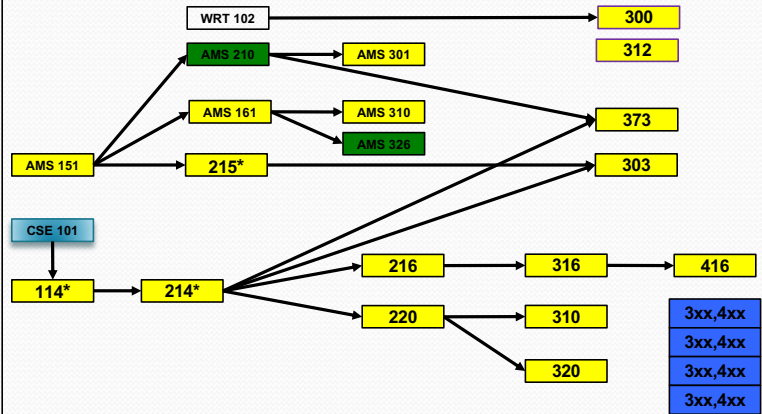 WRT 102
300
AMS 210
AMS 301
312
AMS 161
AMS 310
373
AMS 326
AMS 151
215*
303
CSE 101
216
316
416
114*
214*
220
310
3xx,4xx
3xx,4xx
320
3xx,4xx
3xx,4xx